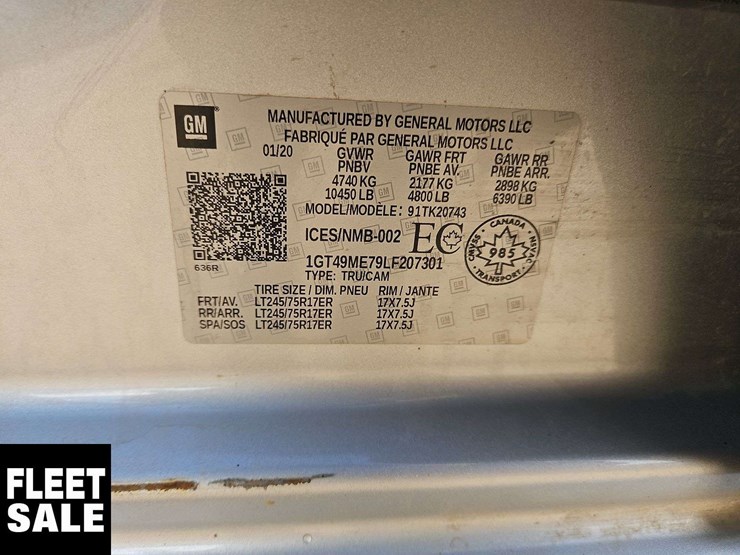 GM
MANUFACTURED BY GENERAL MOTORS LLC
FABRIQUÉ PAR GENERAL MOTORS LLC
01/20 GVWR GAWR FRT GAWR RR
PNBV PNBE AV. PNBE ARR.
4740 KG 2177 KG 2898 KG
10450 LB 4800 LB 6390 LB
MODEL/MODÈLE: 91TK20743
ICES/NMB-002 EC
CANADA
985
TRANSPORT
1GT49ME79LF207301
636R
TYPE: TRU/CAM
TIRE SIZE / DIM. PNEU RIM / JANTE
FRT/AV. LT245/75R17ER 17X7.5J
RR/ARR. LT245/75R17ER 17X7.5J
SPA/SOS LT245/75R17ER 17X7.5J
FLEET
SALE